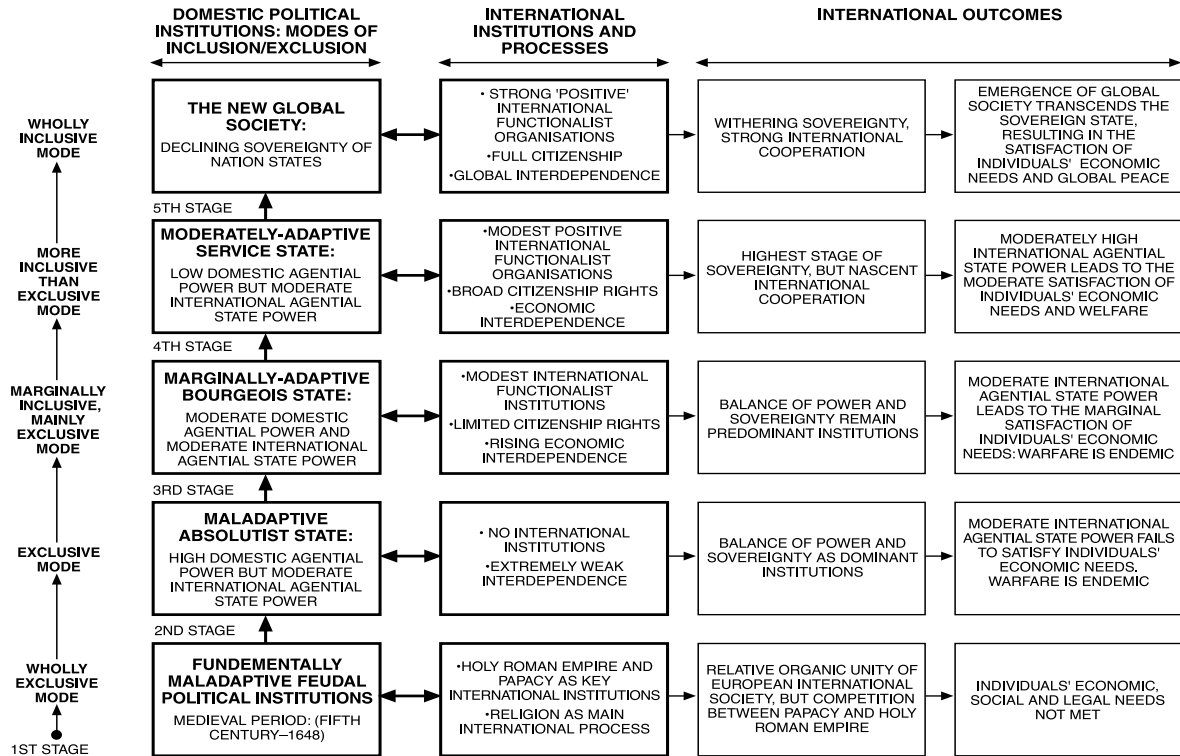 DOMESTIC POLITICAL
INSTITUTIONS: MODES OF
INCLUSION/EXCLUSION
INTERNATIONAL
INSTITUTIONS AND
PROCESSES
INTERNATIONAL OUTCOMES
WHOLLY
INCLUSIVE
MODE
THE NEW GLOBAL
SOCIETY:
DECLINING SOVEREIGNTY OF
NATION STATES
• STRONG 'POSITIVE'
INTERNATIONAL
FUNCTIONALIST
ORGANISATIONS
•FULL CITIZENSHIP
•GLOBAL INTERDEPENDENCE
WITHERING SOVEREIGNTY,
STRONG INTERNATIONAL
COOPERATION
EMERGENCE OF GLOBAL
SOCIETY TRANSCENDS THE
SOVEREIGN STATE,
RESULTING IN THE
SATISFACTION OF
INDIVIDUALS' ECONOMIC
NEEDS AND GLOBAL PEACE
5TH STAGE
MORE
INCLUSIVE
THAN
EXCLUSIVE
MODE
MODERATELY-ADAPTIVE
SERVICE STATE:
LOW DOMESTIC AGENTIAL
POWER BUT MODERATE
INTERNATIONAL AGENTIAL
STATE POWER
•MODEST POSITIVE
INTERNATIONAL
FUNCTIONALIST
ORGANISATIONS
•BROAD CITIZENSHIP RIGHTS
•ECONOMIC
INTERDEPENDENCE
HIGHEST STAGE OF
SOVEREIGNTY, BUT NASCENT
INTERNATIONAL
COOPERATION
MODERATELY HIGH
INTERNATIONAL AGENTIAL
STATE POWER LEADS TO THE
MODERATE SATISFACTION OF
INDIVIDUALS' ECONOMIC
NEEDS AND WELFARE
4TH STAGE
MARGINALLY
INCLUSIVE,
MAINLY
EXCLUSIVE
MODE
MARGINALLY-ADAPTIVE
BOURGEOIS STATE:
MODERATE DOMESTIC
AGENTIAL POWER AND
MODERATE INTERNATIONAL
AGENTIAL STATE POWER
•MODEST INTERNATIONAL
FUNCTIONALIST
INSTITUTIONS
•LIMITED CITIZENSHIP RIGHTS
•RISING ECONOMIC
INTERDEPENDENCE
BALANCE OF POWER AND
SOVEREIGNTY REMAIN
PREDOMINANT INSTITUTIONS
MODERATE INTERNATIONAL
AGENTIAL STATE POWER
LEADS TO THE MARGINAL
SATISFACTION OF
INDIVIDUALS' ECONOMIC
NEEDS: WARFARE IS ENDEMIC
3RD STAGE
EXCLUSIVE
MODE
MALADAPTIVE
ABSOLUTIST STATE:
HIGH DOMESTIC AGENTIAL
POWER BUT MODERATE
INTERNATIONAL AGENTIAL
STATE POWER
• NO INTERNATIONAL
INSTITUTIONS
•EXTREMELY WEAK
INTERDEPENDENCE
BALANCE OF POWER AND
SOVEREIGNTY AS DOMINANT
INSTITUTIONS
MODERATE INTERNATIONAL
AGENTIAL STATE POWER FAILS
TO SATISFY INDIVIDUALS'
ECONOMIC NEEDS.
WARFARE IS ENDEMIC
2ND STAGE
WHOLLY
EXCLUSIVE
MODE
FUNDEMENTALLY
MALADAPTIVE FEUDAL
POLITICAL INSTITUTIONS
MEDIEVAL PERIOD: (FIFTH
CENTURY–1648)
•HOLY ROMAN EMPIRE AND
PAPACY AS KEY
INTERNATIONAL INSTITUTIONS
•RELIGION AS MAIN
INTERNATIONAL PROCESS
RELATIVE ORGANIC UNITY OF
EUROPEAN INTERNATIONAL
SOCIETY, BUT COMPETITION
BETWEEN PAPACY AND HOLY
ROMAN EMPIRE
INDIVIDUALS' ECONOMIC,
SOCIAL AND LEGAL NEEDS
NOT MET
1ST STAGE